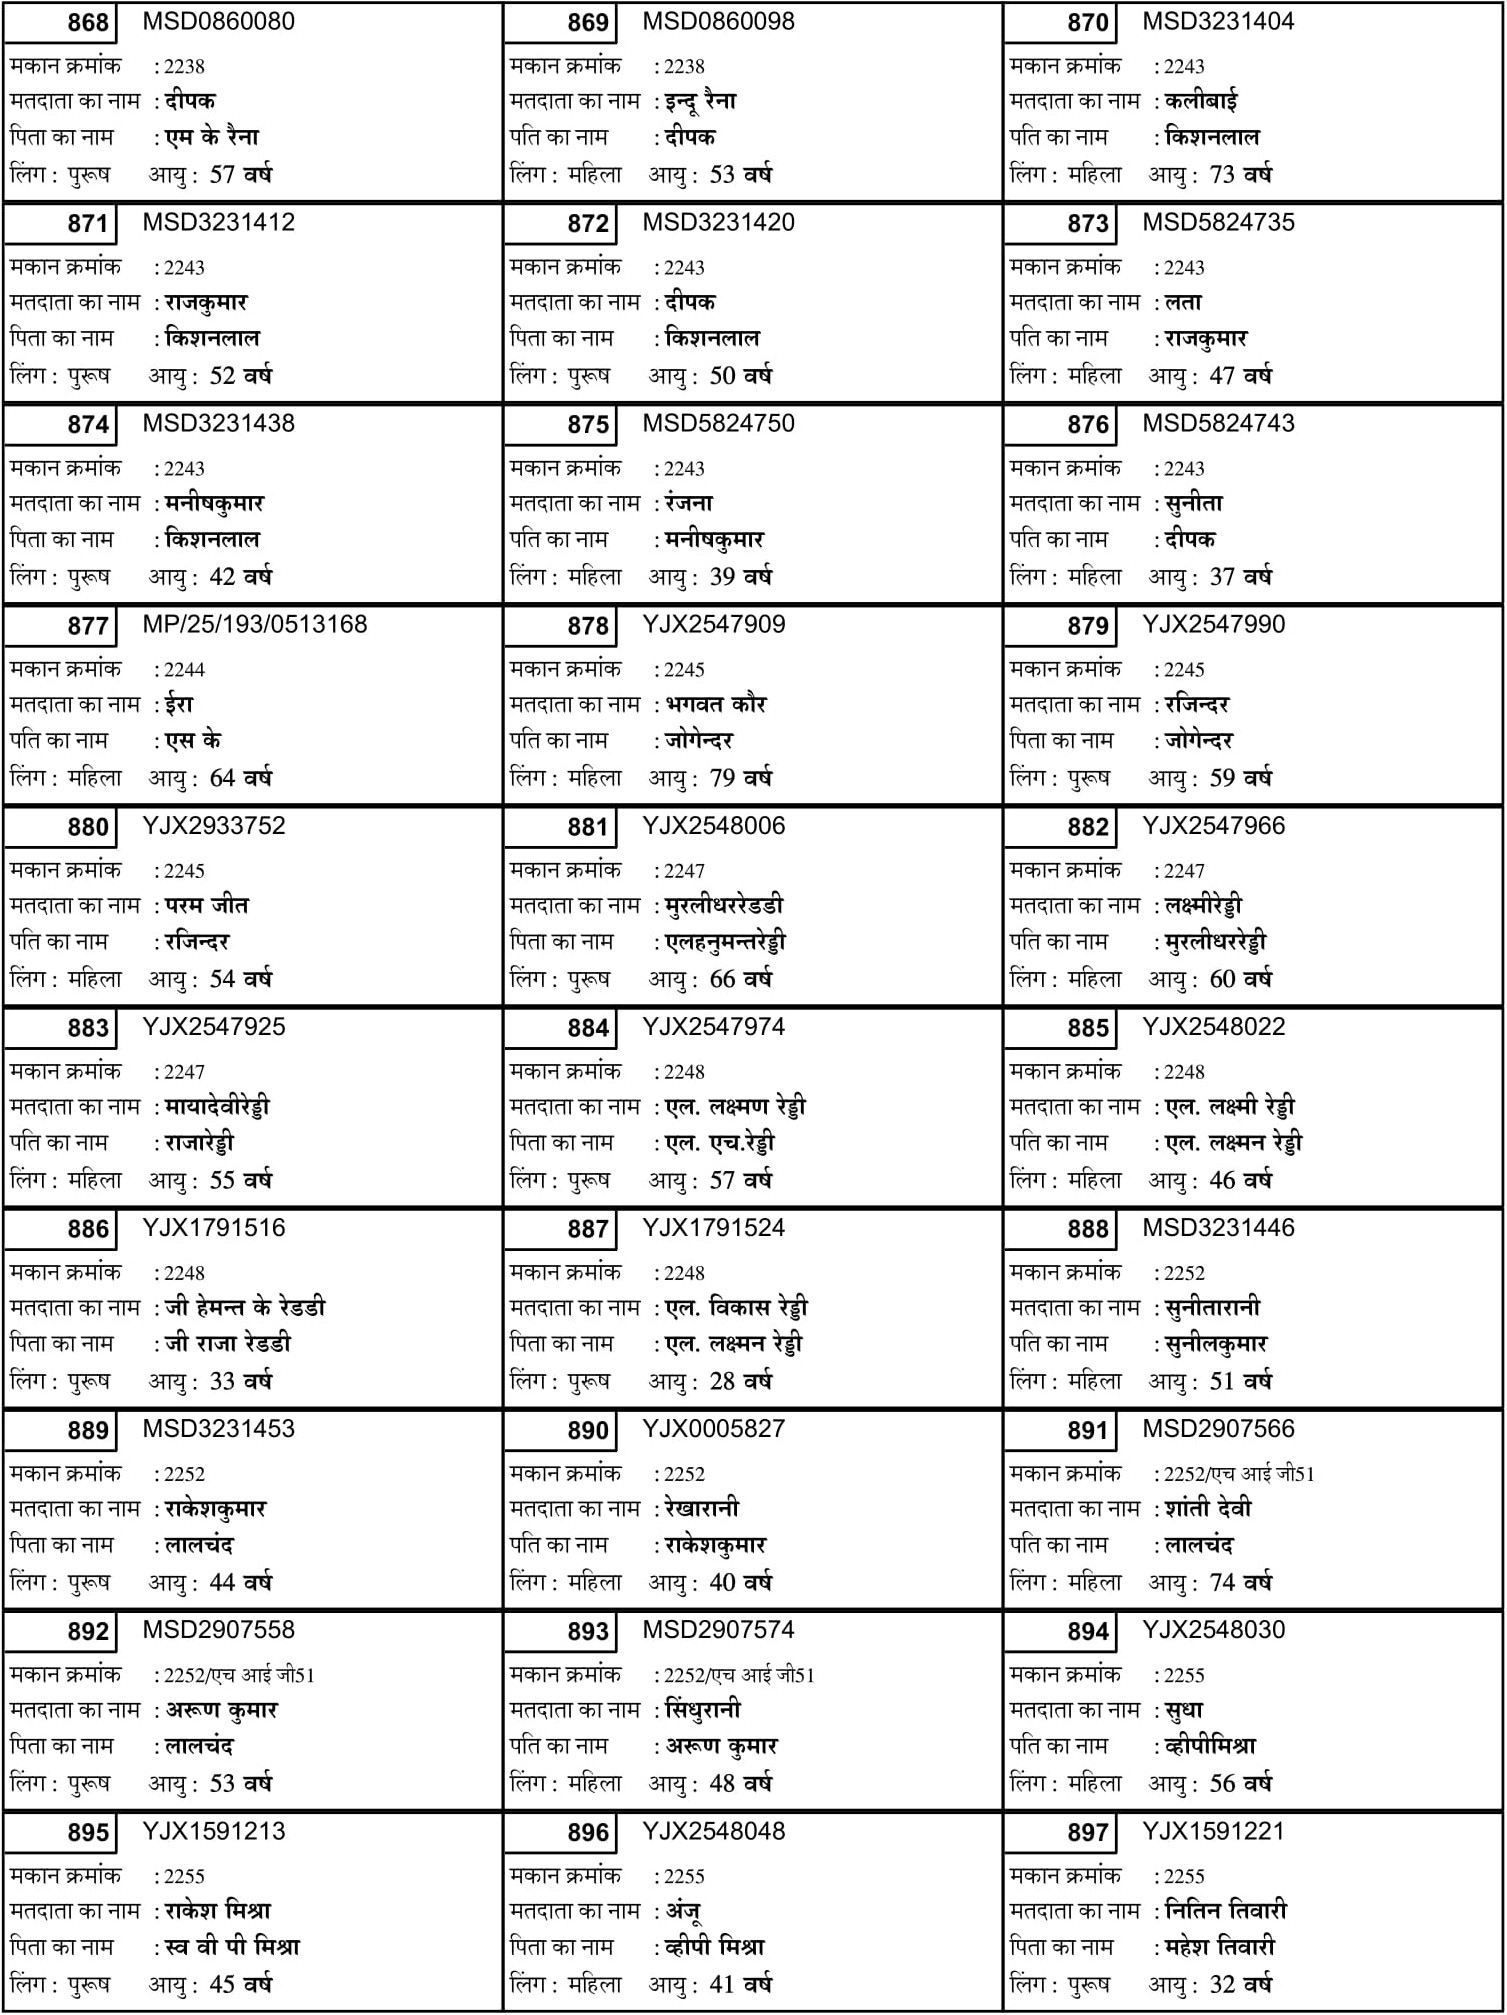 868 MSD0860080
मकान क्रमांक : 2238
मतदाता का नाम : दीपक
पिता का नाम : एम के रैना
लिंग : पुरूष आयु : 57 वर्ष
869 MSD0860098
मकान क्रमांक : 2238
मतदाता का नाम : इन्दू रैना
पति का नाम : दीपक
लिंग : महिला आयु : 53 वर्ष
870 MSD3231404
मकान क्रमांक : 2243
मतदाता का नाम : कलीबाई
पति का नाम : किशनलाल
लिंग : महिला आयु : 73 वर्ष
871 MSD3231412
मकान क्रमांक : 2243
मतदाता का नाम : राजकुमार
पिता का नाम : किशनलाल
लिंग : पुरूष आयु : 52 वर्ष
872 MSD3231420
मकान क्रमांक : 2243
मतदाता का नाम : दीपक
पिता का नाम : किशनलाल
लिंग : पुरूष आयु : 50 वर्ष
873 MSD5824735
मकान क्रमांक : 2243
मतदाता का नाम : लता
पति का नाम : राजकुमार
लिंग : महिला आयु : 47 वर्ष
874 MSD3231438
मकान क्रमांक : 2243
मतदाता का नाम : मनीषकुमार
पिता का नाम : किशनलाल
लिंग : पुरूष आयु : 42 वर्ष
875 MSD5824750
मकान क्रमांक : 2243
मतदाता का नाम : रंजना
पति का नाम : मनीषकुमार
लिंग : महिला आयु : 39 वर्ष
876 MSD5824743
मकान क्रमांक : 2243
मतदाता का नाम : सुनीता
पति का नाम : दीपक
लिंग : महिला आयु : 37 वर्ष
877 MP/25/193/0513168
मकान क्रमांक : 2244
मतदाता का नाम : ईरा
पति का नाम : एस के
लिंग : महिला आयु : 64 वर्ष
878 YJX2547909
मकान क्रमांक : 2245
मतदाता का नाम : भगवत कौर
पति का नाम : जोगेन्दर
लिंग : महिला आयु : 79 वर्ष
879 YJX2547990
मकान क्रमांक : 2245
मतदाता का नाम : रजिन्दर
पिता का नाम : जोगेन्दर
लिंग : पुरूष आयु : 59 वर्ष
880 YJX2933752
मकान क्रमांक : 2245
मतदाता का नाम : परम जीत
पति का नाम : रजिन्दर
लिंग : महिला आयु : 54 वर्ष
881 YJX2548006
मकान क्रमांक : 2247
मतदाता का नाम : मुरलीधररेडडी
पिता का नाम : एलहनुमन्तरेड्डी
लिंग : पुरूष आयु : 66 वर्ष
882 YJX2547966
मकान क्रमांक : 2247
मतदाता का नाम : लक्ष्मीरेड्डी
पति का नाम : मुरलीधररेड्डी
लिंग : महिला आयु : 60 वर्ष
883 YJX2547925
मकान क्रमांक : 2247
मतदाता का नाम : मायादेवीरेड्डी
पति का नाम : राजारेड्डी
लिंग : महिला आयु : 55 वर्ष
884 YJX2547974
मकान क्रमांक : 2248
मतदाता का नाम : एल. लक्ष्मण रेड्डी
पिता का नाम : एल. एच.रेड्डी
लिंग : पुरूष आयु : 57 वर्ष
885 YJX2548022
मकान क्रमांक : 2248
मतदाता का नाम : एल. लक्ष्मी रेड्डी
पति का नाम : एल. लक्ष्मन रेड्डी
लिंग : महिला आयु : 46 वर्ष
886 YJX1791516
मकान क्रमांक : 2248
मतदाता का नाम : जी हेमन्त के रेडडी
पिता का नाम : जी राजा रेडडी
लिंग : पुरूष आयु : 33 वर्ष
887 YJX1791524
मकान क्रमांक : 2248
मतदाता का नाम : एल. विकास रेड्डी
पिता का नाम : एल. लक्ष्मन रेड्डी
लिंग : पुरूष आयु : 28 वर्ष
888 MSD3231446
मकान क्रमांक : 2252
मतदाता का नाम : सुनीतारानी
पति का नाम : सुनीलकुमार
लिंग : महिला आयु : 51 वर्ष
889 MSD3231453
मकान क्रमांक : 2252
मतदाता का नाम : राकेशकुमार
पिता का नाम : लालचंद
लिंग : पुरूष आयु : 44 वर्ष
890 YJX0005827
मकान क्रमांक : 2252
मतदाता का नाम : रेखारानी
पति का नाम : राकेशकुमार
लिंग : महिला आयु : 40 वर्ष
891 MSD2907566
मकान क्रमांक : 2252/एच आई जी51
मतदाता का नाम : शांती देवी
पति का नाम : लालचंद
लिंग : महिला आयु : 74 वर्ष
892 MSD2907558
मकान क्रमांक : 2252/एच आई जी51
मतदाता का नाम : अरूण कुमार
पिता का नाम : लालचंद
लिंग : पुरूष आयु : 53 वर्ष
893 MSD2907574
मकान क्रमांक : 2252/एच आई जी51
मतदाता का नाम : सिंधुरानी
पति का नाम : अरूण कुमार
लिंग : महिला आयु : 48 वर्ष
894 YJX2548030
मकान क्रमांक : 2255
मतदाता का नाम : सुधा
पति का नाम : व्हीपीमिश्रा
लिंग : महिला आयु : 56 वर्ष
895 YJX1591213
मकान क्रमांक : 2255
मतदाता का नाम : राकेश मिश्रा
पिता का नाम : स्व वी पी मिश्रा
लिंग : पुरूष आयु : 45 वर्ष
896 YJX2548048
मकान क्रमांक : 2255
मतदाता का नाम : अंजू
पिता का नाम : व्हीपी मिश्रा
लिंग : महिला आयु : 41 वर्ष
897 YJX1591221
मकान क्रमांक : 2255
मतदाता का नाम : नितिन तिवारी
पिता का नाम : महेश तिवारी
लिंग : पुरूष आयु : 32 वर्ष